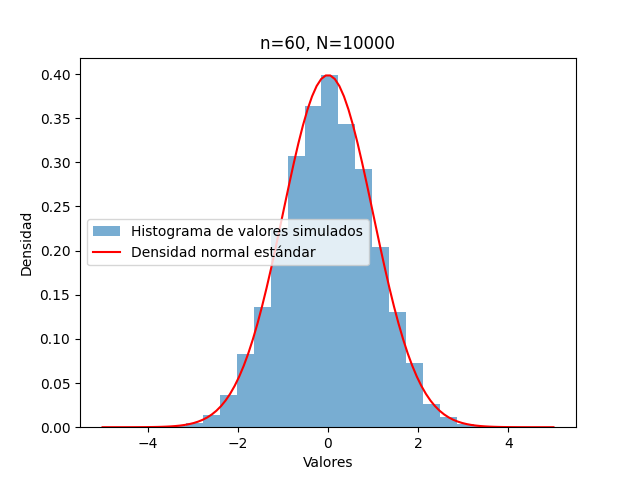 n=60, N=10000
Densidad
0.40
0.35
0.30
0.25
0.20
0.15
0.10
0.05
0.00
Histograma de valores simulados
Densidad normal estándar
−4
−2
0
2
4
Valores